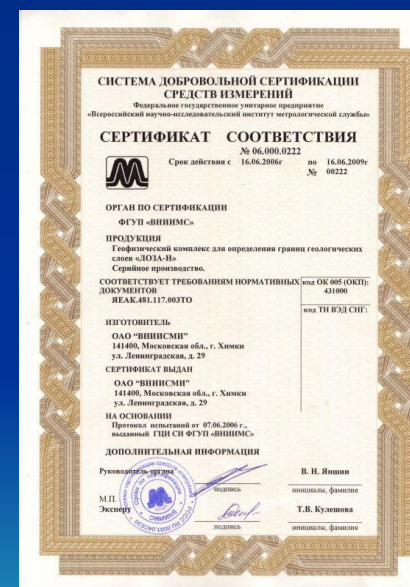 СИСТЕМА ДОБРОВОЛЬНОЙ СЕРТИФИКАЦИИ
СРЕДСТВ ИЗМЕРЕНИЙ
Федеральное государственное унитарное предприятие
«Всероссийский научно-исследовательский институт метрологической службы»
СЕРТИФИКАТ СООТВЕТСТВИЯ
№ 06.000.0222
Срок действия с 16.06.2006г по 16.06.2009г
№ 00222
ОРГАН ПО СЕРТИФИКАЦИИ
ФГУП «ВНИИМС»
ПРОДУКЦИЯ
Геофизический комплекс для определения границ геологических
слоев «ЛОЗА-Н»
Серийное производство.
СООТВЕТСТВУЕТ ТРЕБОВАНИЯМ НОРМАТИВНЫХ код ОК 005 (ОКП):
ДОКУМЕНТОВ 431000
ЯЕАК.481.117.003ТО
код ТН ВЭД СНГ:
ИЗГОТОВИТЕЛЬ
ОАО "ВНИИСМИ"
141400, Московская обл., г. Химки
ул. Ленинградская, д. 29
СЕРТИФИКАТ ВЫДАН
ОАО "ВНИИСМИ"
141400, Московская обл., г. Химки
ул. Ленинградская, д. 29
НА ОСНОВАНИИ
Протокол испытаний от 07.06.2006 г.,
выданный ГЦИ СИ ФГУП «ВНИИМС»
ДОПОЛНИТЕЛЬНАЯ ИНФОРМАЦИЯ
Руководитель органа В. Н. Яншин
подпись инициалы, фамилия
М.П.
Эксперт Т.В. Кулешова
подпись инициалы, фамилия